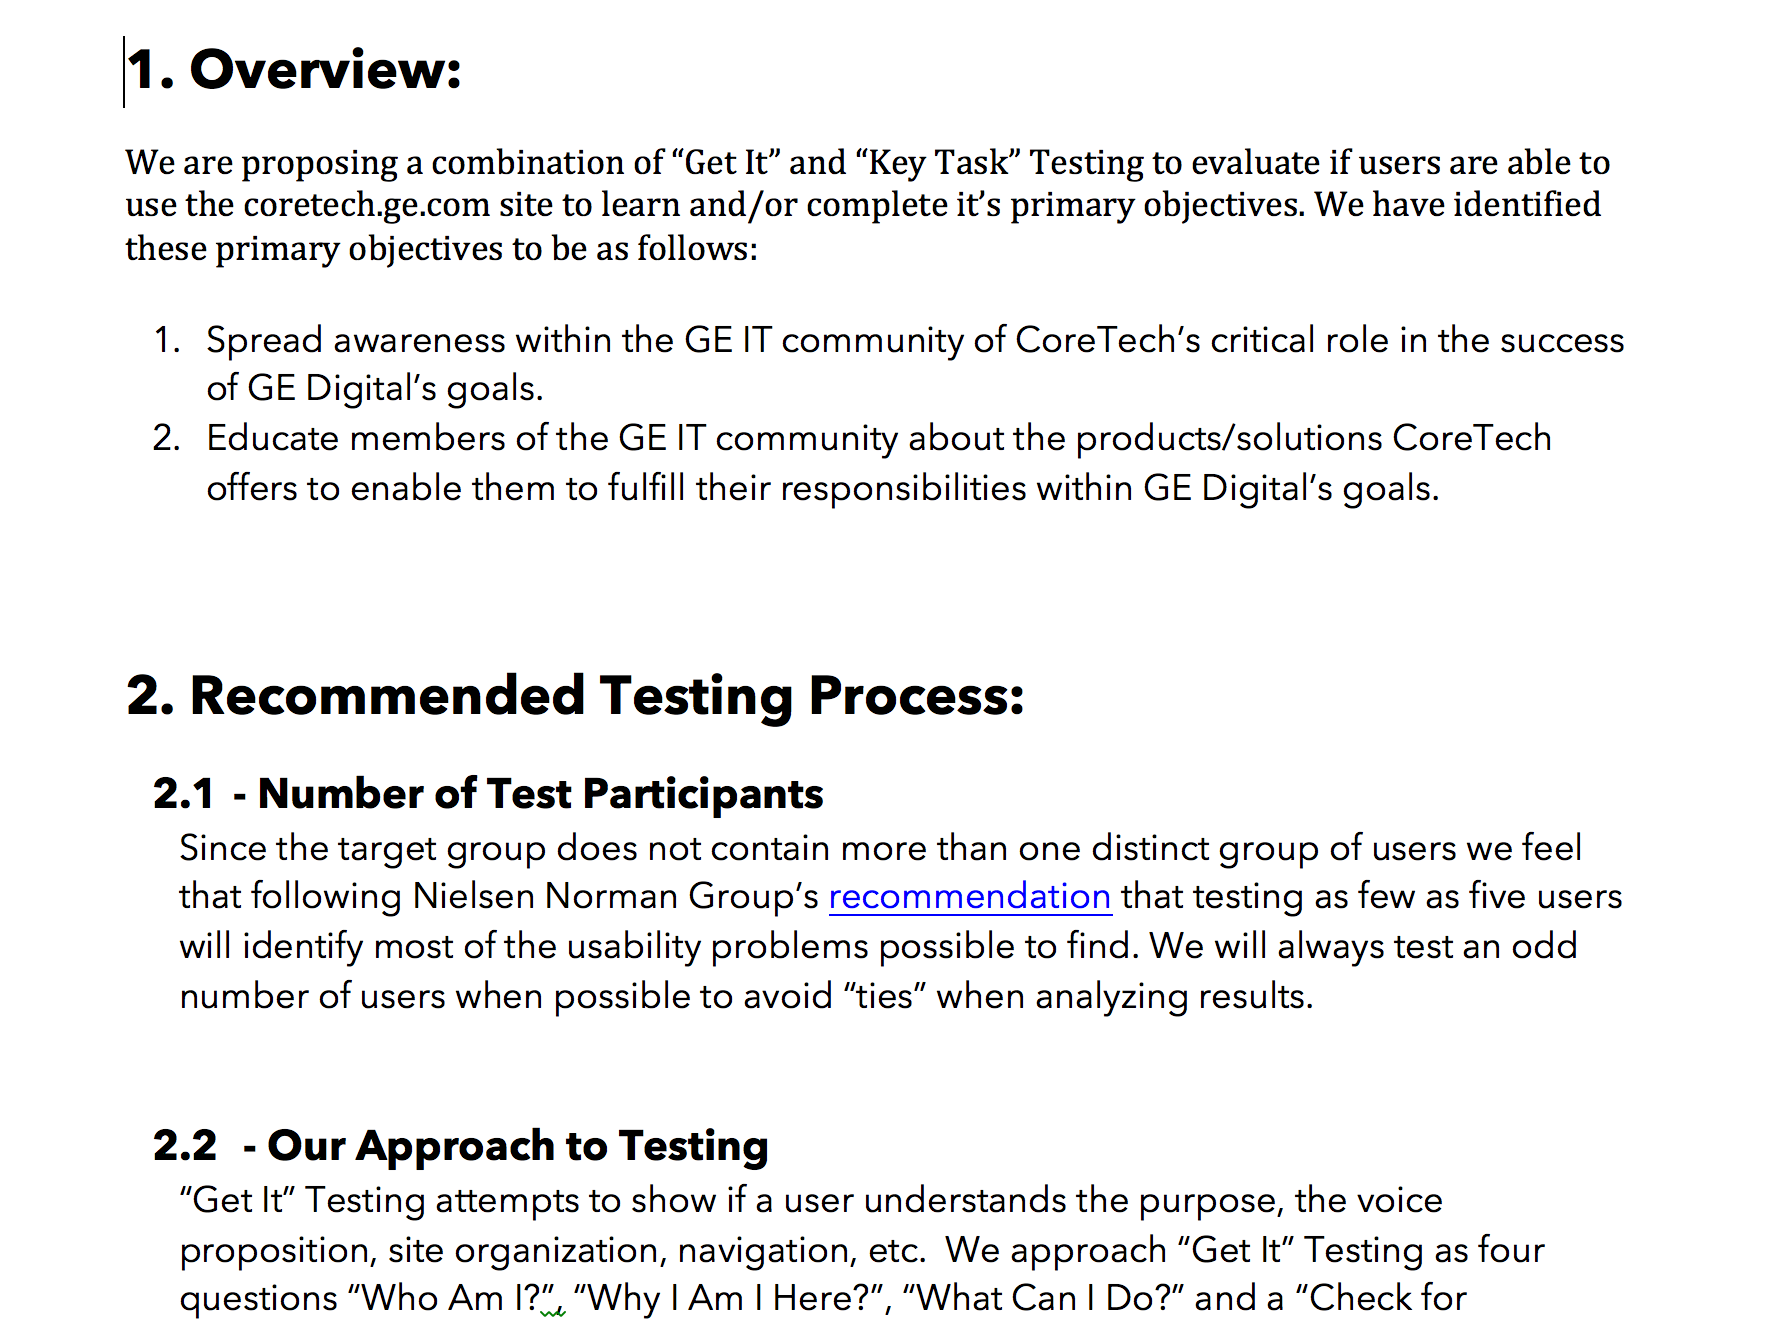 1. Overview:
We are proposing a combination of “Get It” and “Key Task” Testing to evaluate if users are able to
use the coretech.ge.com site to learn and/or complete it’s primary objectives. We have identified
these primary objectives to be as follows:
1. Spread awareness within the GE IT community of CoreTech’s critical role in the success
of GE Digital’s goals.
2. Educate members of the GE IT community about the products/solutions CoreTech
offers to enable them to fulfill their responsibilities within GE Digital’s goals.
2. Recommended Testing Process:
2.1 - Number of Test Participants
Since the target group does not contain more than one distinct group of users we feel
that following Nielsen Norman Group’s recommendation that testing as few as five users
will identify most of the usability problems possible to find. We will always test an odd
number of users when possible to avoid “ties” when analyzing results.
2.2 - Our Approach to Testing
“Get It” Testing attempts to show if a user understands the purpose, the voice
proposition, site organization, navigation, etc. We approach “Get It” Testing as four
questions “Who Am I?”, “Why I Am I Here?”, “What Can I Do?” and a “Check for